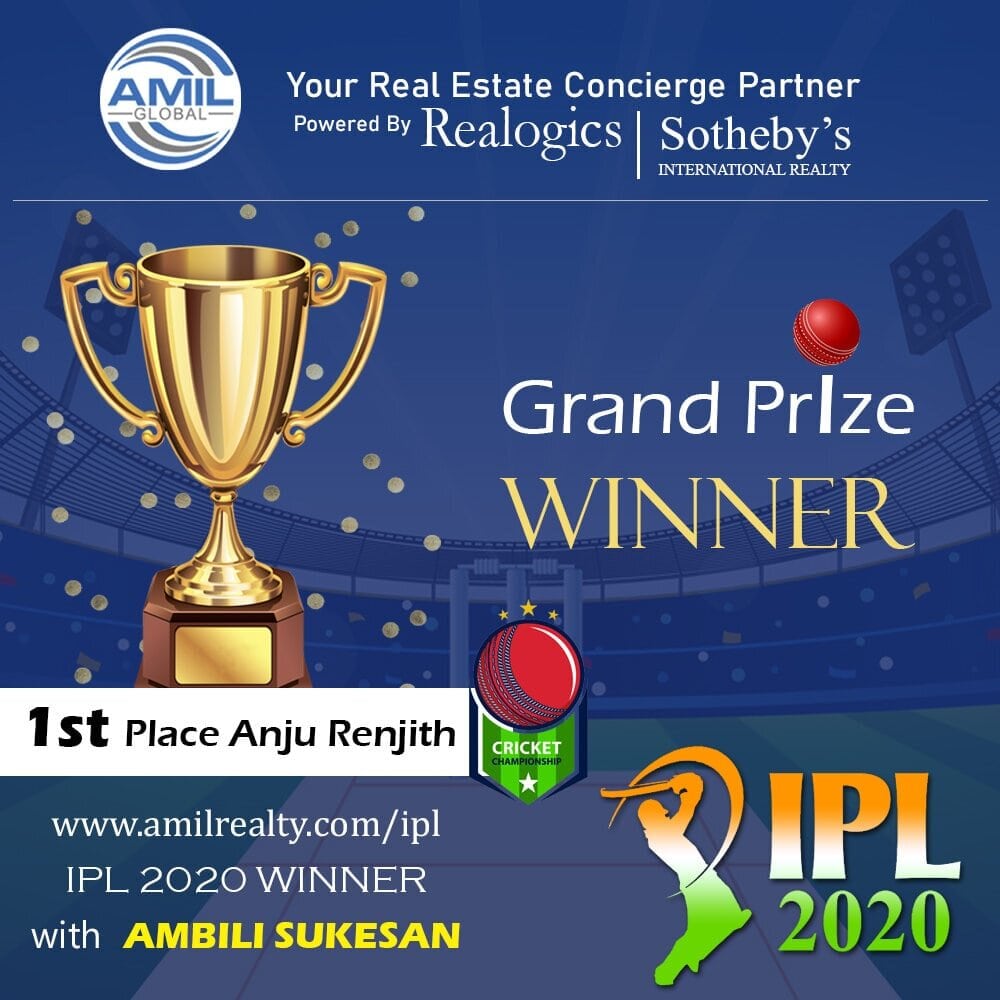 AMIL
GLOBAL
Your Real Estate Concierge Partner
Powered By Realogics | Sotheby's
INTERNATIONAL REALTY
Grand PrIze
WINNER
1st Place Anju Renjith
CRICKET
CHAMPIONSHIP
www.amilrealty.com/ipl
IPL 2020 WINNER
with AMBILI SUKESAN
IPL
2020